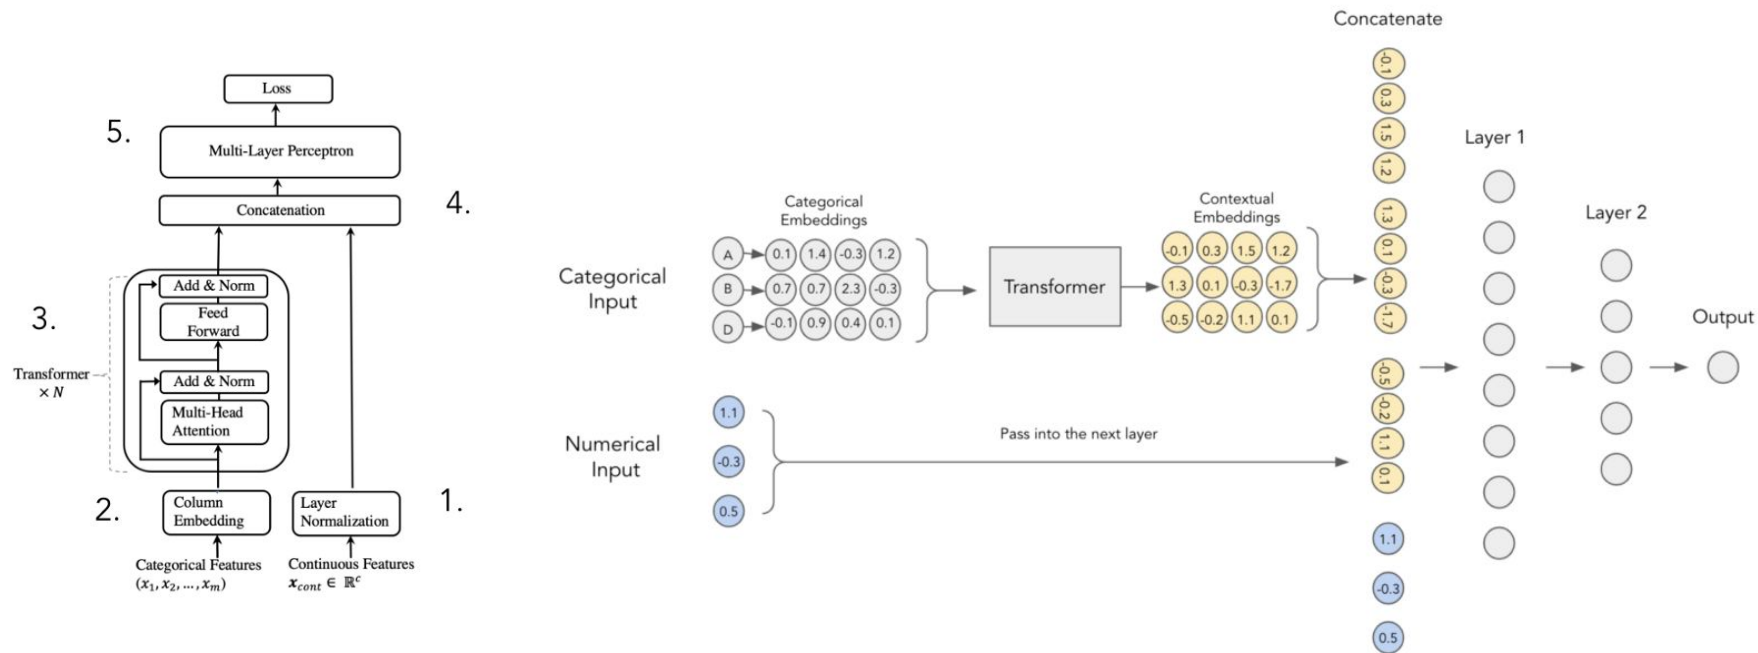 Loss
5.
Multi-Layer Perceptron
4.
Concatenation
Add & Norm
Feed
Forward
3.
Transformer
× N
Add & Norm
Multi-Head
Attention
2.
Column
Embedding
Layer
Normalization
1.
Categorical Features
(x₁, x₂, ..., xₘ)
Continuous Features
x_cont ∈ ℝᶜ
Categorical
Input
Categorical
Embeddings
A 0.1 1.4 -0.3 1.2
B 0.7 0.7 2.3 -0.3
D -0.1 0.9 0.4 0.1
Transformer
Contextual
Embeddings
-0.1 0.3 1.5 1.2
1.3 0.1 -0.3 -1.7
-0.5 -0.2 1.1 0.1
Numerical
Input
1.1
-0.3
0.5
Pass into the next layer
Concatenate
-0.1
0.3
1.5
1.2
1.3
0.1
-0.3
-1.7
-0.5
-0.2
1.1
0.1
1.1
-0.3
0.5
Layer 1
Layer 2
Output